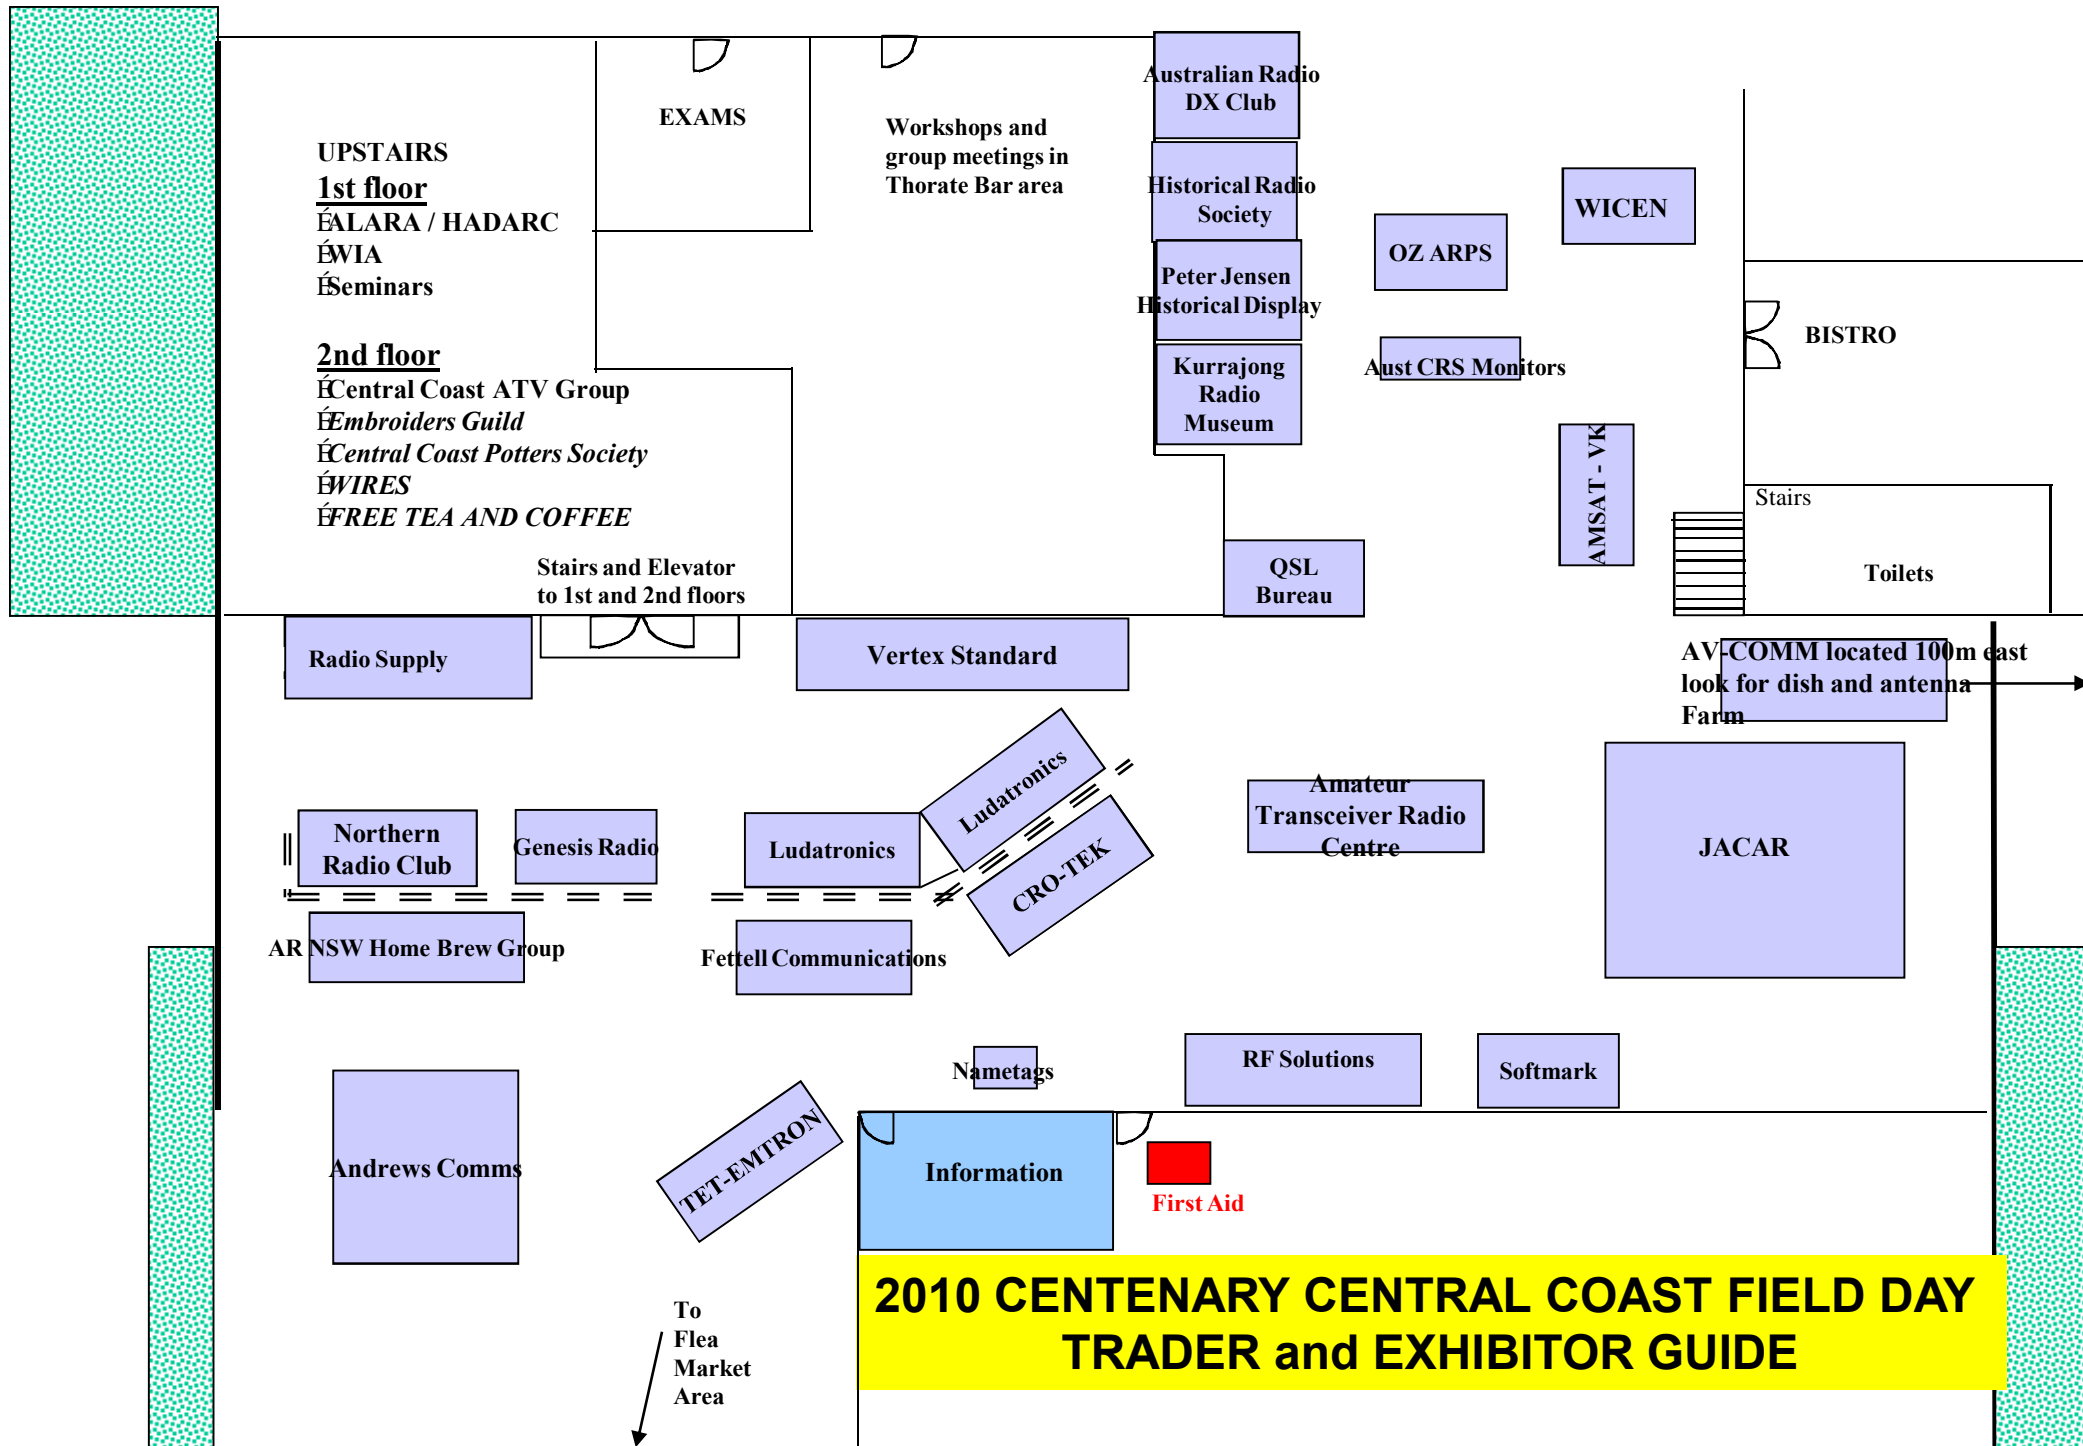 EXAMS
Workshops and
group meetings in
Thorate Bar area
UPSTAIRS
1st floor
ÉALARA / HADARC
ÉWIA
ÉSeminars
2nd floor
ÉCentral Coast ATV Group
ÉEmbroiders Guild
ÉCentral Coast Potters Society
ÉWIRES
ÉFREE TEA AND COFFEE
Stairs and Elevator
to 1st and 2nd floors
Australian Radio
DX Club
Historical Radio
Society
Peter Jensen
Historical Display
Kurrajong
Radio
Museum
WICEN
OZ ARPS
Aust CRS Monitors
BISTRO
AMSAT - VK
Stairs
Toilets
QSL
Bureau
Radio Supply
Vertex Standard
AV-COMM located 100m east
look for dish and antenna
Farm
Northern
Radio Club
Genesis Radio
Ludatronics
Ludatronics
CRO-TEK
Amateur
Transceiver Radio
Centre
JACAR
AR NSW Home Brew Group
Fettell Communications
Nametags
RF Solutions
Softmark
Andrews Comms
TET-EMTRON
Information
First Aid
To
Flea
Market
Area
2010 CENTENARY CENTRAL COAST FIELD DAY
TRADER and EXHIBITOR GUIDE